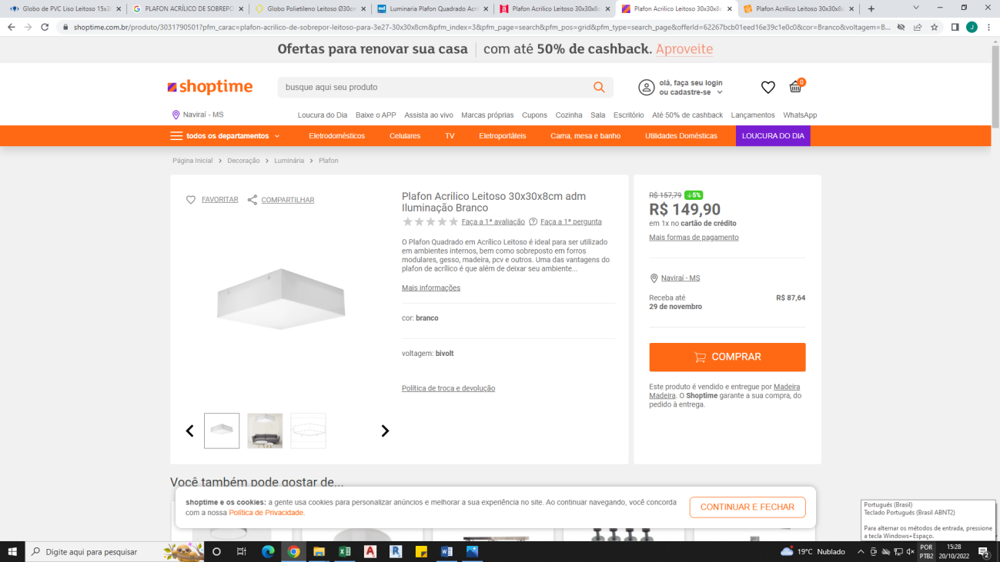 Globo de PVC Liso Leitoso 15x30
PLAFON ACRÍLICO DE SOBREPO
Globo Polietileno Leitoso Ø30cm
Luminaria Plafon Quadrado Acri
Plafon Acrilico Leitoso 30x30x8c
Plafon Acrilico Leitoso 30x30x8c
Plafon Acrilico Leitoso 30x30x8c
shoptime.com.br/produto/3031790501?pfm_carac=plafon-acrilico-de-sobrepor-leitoso-para-3e27-30x30x8cm&pfm_index=3&pfm_page=search&pfm_pos=grid&pfm_type=search_page&offerId=62267bcb01eed16e39c1e0c0&cor=Branco&voltagem=B...
J
Ofertas para renovar sua casa | com até 50% de cashback. Aproveite
shoptime
busque aqui seu produto
olá, faça seu login
ou cadastre-se
0
Naviraí - MS
Loucura do Dia Baixe o APP Assista ao vivo Marcas próprias Cupons Cozinha Sala Escritório Até 50% de cashback Lançamentos WhatsApp
todos os departamentos Eletrodomésticos Celulares TV Eletroportáteis Cama, mesa e banho Utilidades Domésticas LOUCURA DO DIA
Página Inicial > Decoração > Luminária > Plafon
FAVORITAR COMPARTILHAR
Plafon Acrilico Leitoso 30x30x8cm adm
Iluminação Branco
Faça a 1ª avaliação Faça a 1ª pergunta
O Plafon Quadrado em Acrílico Leitoso é ideal para ser utilizado
em ambientes internos, bem como sobreposto em forros
modulares, gesso, madeira, pcv e outros. Uma das vantagens do
plafon de acrílico é que além de deixar seu ambiente...
Mais informações
cor: branco
voltagem: bivolt
Política de troca e devolução
R$ 157,79 ↓5%
R$ 149,90
em 1x no cartão de crédito
Mais formas de pagamento
Naviraí - MS
Receba até R$ 87,64
29 de novembro
COMPRAR
Este produto é vendido e entregue por Madeira
Madeira. O Shoptime garante a sua compra, do
pedido à entrega.
Você também pode gostar de...
shoptime e os cookies: a gente usa cookies para personalizar anúncios e melhorar a sua experiência no site. Ao continuar navegando, você concorda
com a nossa Política de Privacidade.
CONTINUAR E FECHAR
Português (Brasil)
Teclado Português (Brasil ABNT2)
Para alternar os métodos de entrada, pressione
a tecla Windows+Espaço.
Digite aqui para pesquisar
19°C Nublado
POR
PTB2
15:28
20/10/2022
2